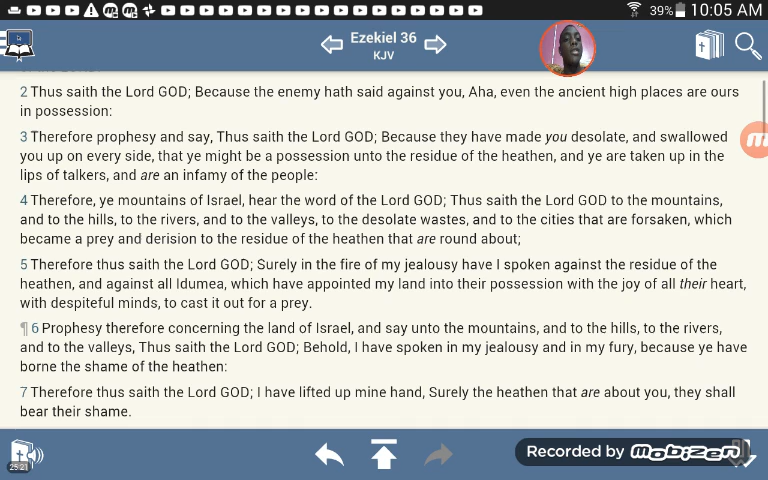 39% 10:05 AM
Ezekiel 36
KJV
2 Thus saith the Lord GOD; Because the enemy hath said against you, Aha, even the ancient high places are ours
in possession:
3 Therefore prophesy and say, Thus saith the Lord GOD; Because they have made you desolate, and swallowed
you up on every side, that ye might be a possession unto the residue of the heathen, and ye are taken up in the
lips of talkers, and are an infamy of the people:
4 Therefore, ye mountains of Israel, hear the word of the Lord GOD; Thus saith the Lord GOD to the mountains,
and to the hills, to the rivers, and to the valleys, to the desolate wastes, and to the cities that are forsaken, which
became a prey and derision to the residue of the heathen that are round about;
5 Therefore thus saith the Lord GOD; Surely in the fire of my jealousy have I spoken against the residue of the
heathen, and against all Idumea, which have appointed my land into their possession with the joy of all their heart,
with despiteful minds, to cast it out for a prey.
¶ 6 Prophesy therefore concerning the land of Israel, and say unto the mountains, and to the hills, to the rivers,
and to the valleys, Thus saith the Lord GOD; Behold, I have spoken in my jealousy and in my fury, because ye have
borne the shame of the heathen:
7 Therefore thus saith the Lord GOD; I have lifted up mine hand, Surely the heathen that are about you, they shall
bear their shame.
25:21
Recorded by mobizen